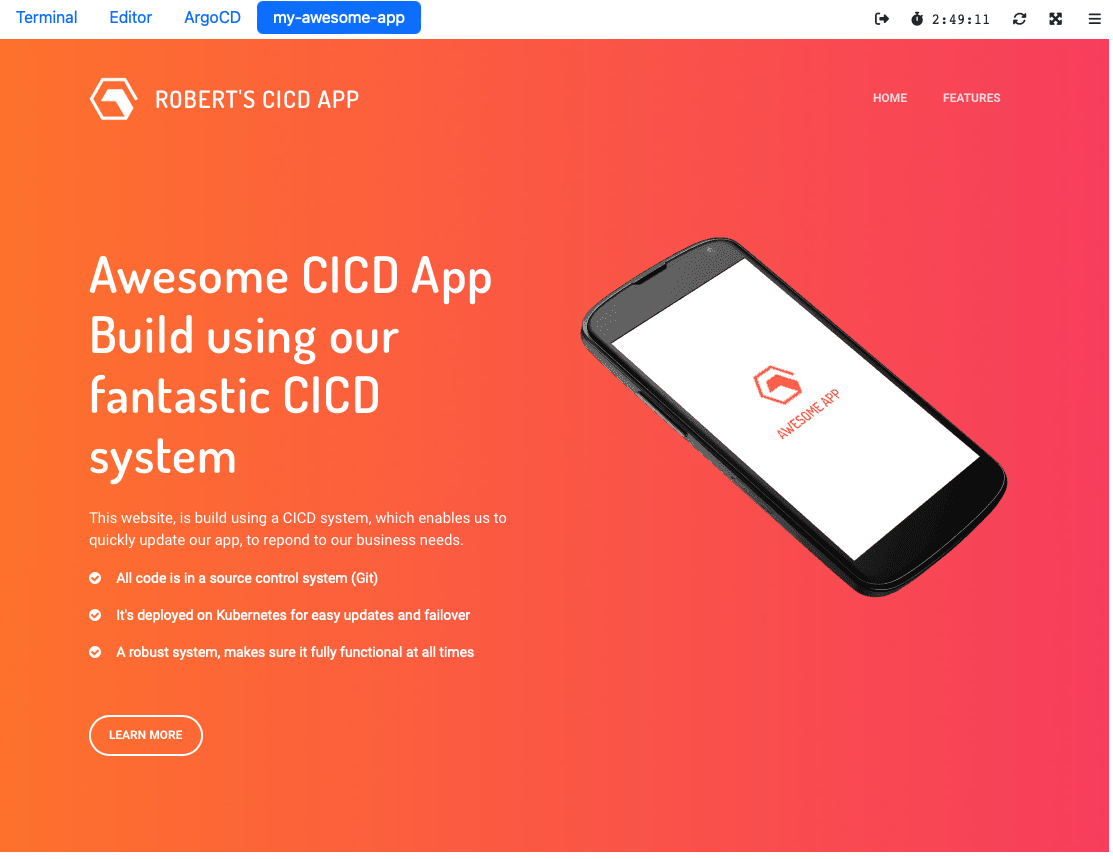 Terminal Editor ArgoCD my-awesome-app 2:49:11
ROBERT'S CICD APP HOME FEATURES
Awesome CICD App
Build using our
fantastic CICD
system
AWESOME APP
This website, is build using a CICD system, which enables us to
quickly update our app, to repond to our business needs.
All code is in a source control system (Git)
It's deployed on Kubernetes for easy updates and failover
A robust system, makes sure it fully functional at all times
LEARN MORE